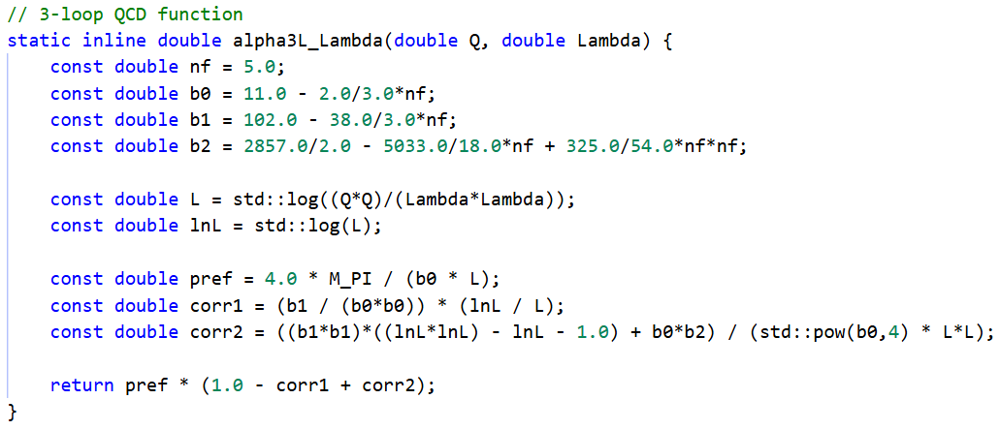 // 3-loop QCD function
static inline double alpha3L_Lambda(double Q, double Lambda) {
    const double nf = 5.0;
    const double b0 = 11.0 - 2.0/3.0*nf;
    const double b1 = 102.0 - 38.0/3.0*nf;
    const double b2 = 2857.0/2.0 - 5033.0/18.0*nf + 325.0/54.0*nf*nf;

    const double L = std::log((Q*Q)/(Lambda*Lambda));
    const double lnL = std::log(L);

    const double pref = 4.0 * M_PI / (b0 * L);
    const double corr1 = (b1 / (b0*b0)) * (lnL / L);
    const double corr2 = ((b1*b1)*((lnL*lnL) - lnL - 1.0) + b0*b2) / (std::pow(b0,4) * L*L);

    return pref * (1.0 - corr1 + corr2);
}